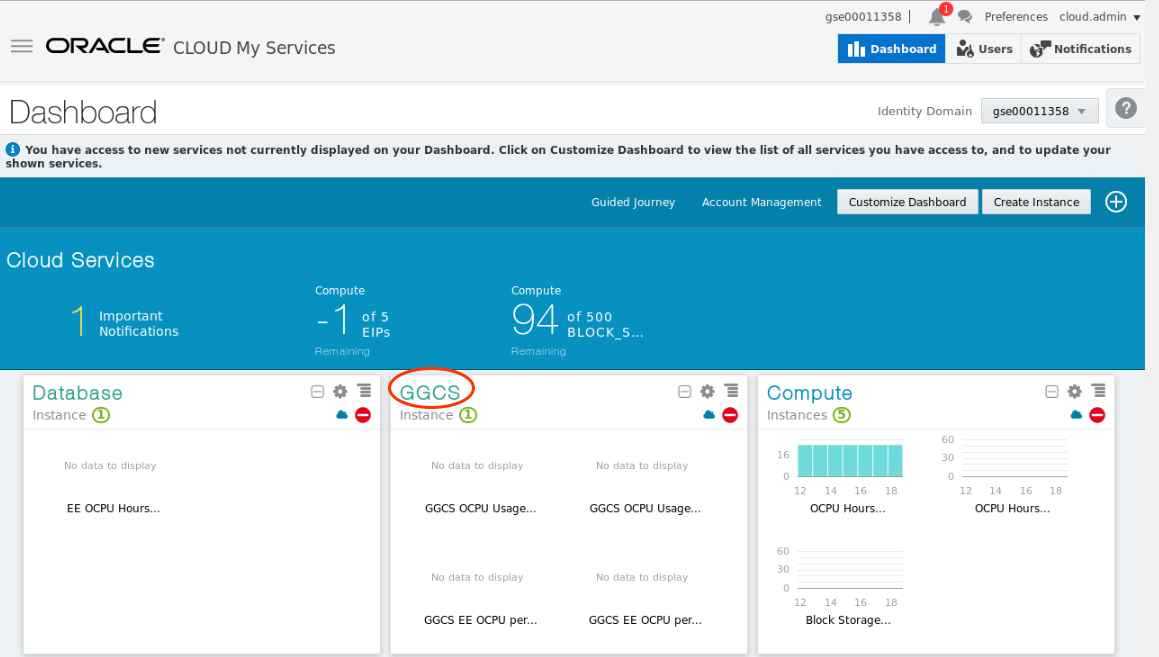 gse00011358
1
Preferences
cloud.admin
ORACLE CLOUD My Services
Dashboard
Users
Notifications
Dashboard
Identity Domain
gse00011358
?
You have access to new services not currently displayed on your Dashboard. Click on Customize Dashboard to view the list of all services you have access to, and to update your
shown services.
Guided Journey
Account Management
Customize Dashboard
Create Instance
Cloud Services
1
Important
Notifications
Compute
-1
of 5
EIPs
Remaining
Compute
94
of 500
BLOCK_S...
Remaining
Database
Instance 1
No data to display
EE OCPU Hours...
GGCS
Instance 1
No data to display
GGCS OCPU Usage...
No data to display
GGCS OCPU Usage...
No data to display
GGCS EE OCPU per...
No data to display
GGCS EE OCPU per...
Compute
Instances 5
16
0
12 14 16 18
OCPU Hours...
60
30
0
12 14 16 18
OCPU Hours...
60
30
0
12 14 16 18
Block Storage...